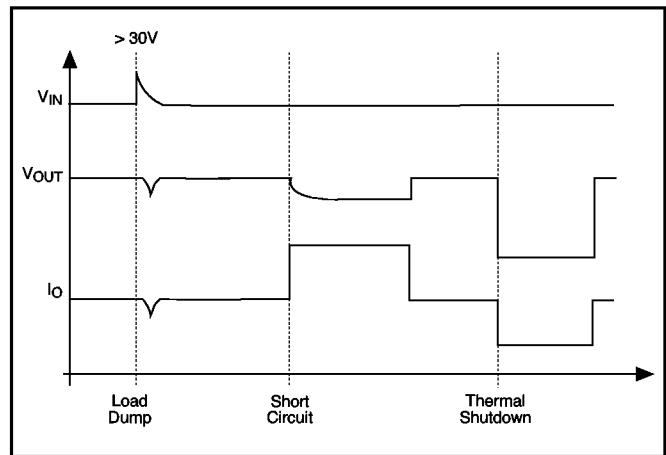 > 30V
VIN
VOUT
IO
Load
Dump
Short
Circuit
Thermal
Shutdown